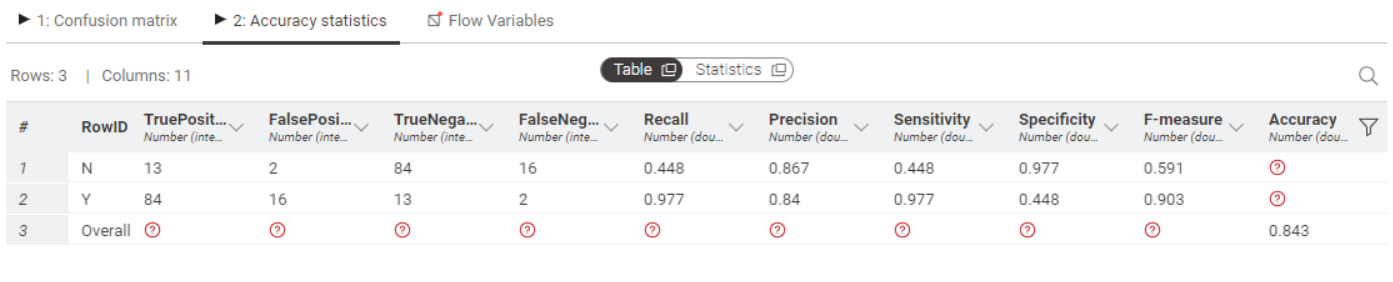 ▶ 1: Confusion matrix ▶ 2: Accuracy statistics Flow Variables
Rows: 3 | Columns: 11 Table Statistics
# RowID TruePosit... FalsePosi... TrueNega... FalseNeg... Recall Precision Sensitivity Specificity F-measure Accuracy
Number (inte... Number (inte... Number (inte... Number (inte... Number (dou... Number (dou... Number (dou... Number (dou... Number (dou... Number (dou...
1 N 13 2 84 16 0.448 0.867 0.448 0.977 0.591 ?
2 Y 84 16 13 2 0.977 0.84 0.977 0.448 0.903 ?
3 Overall ? ? ? ? ? ? ? ? ? 0.843